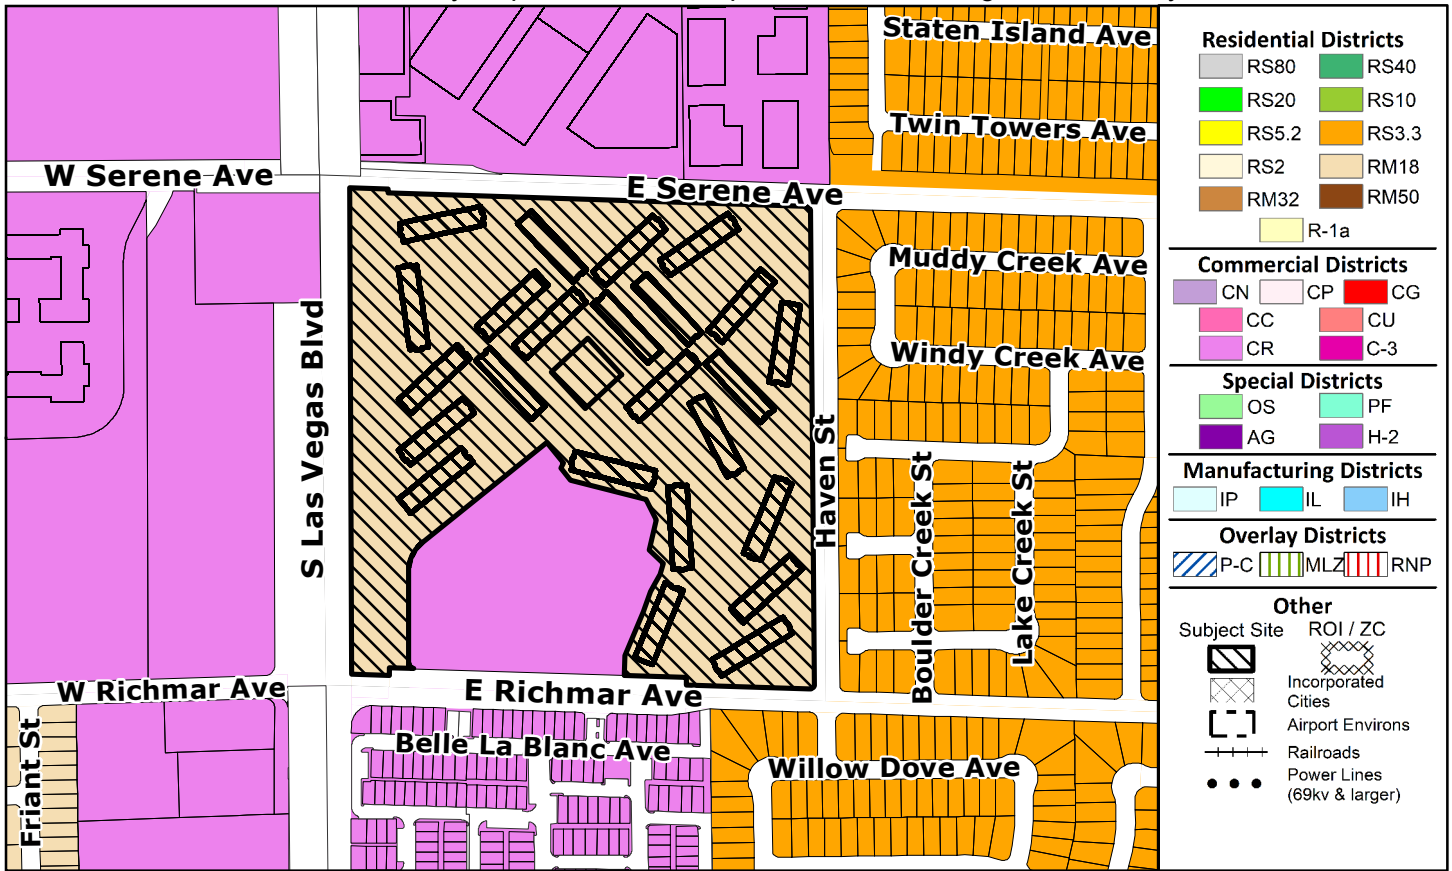 Staten Island Ave
Twin Towers Ave
W Serene Ave
E Serene Ave
Muddy Creek Ave
Windy Creek Ave
S Las Vegas Blvd
Haven St
Boulder Creek St
Lake Creek St
W Richmar Ave
E Richmar Ave
Friant St
Belle La Blanc Ave
Willow Dove Ave
Residential Districts
RS80 RS40
RS20 RS10
RS5.2 RS3.3
RS2 RM18
RM32 RM50
R-1a
Commercial Districts
CN CP CG
CC CU
CR C-3
Special Districts
OS PF
AG H-2
Manufacturing Districts
IP IL IH
Overlay Districts
P-C MLZ RNP
Other
Subject Site ROI / ZC
Incorporated
Cities
Airport Environs
Railroads
Power Lines
(69kv & larger)